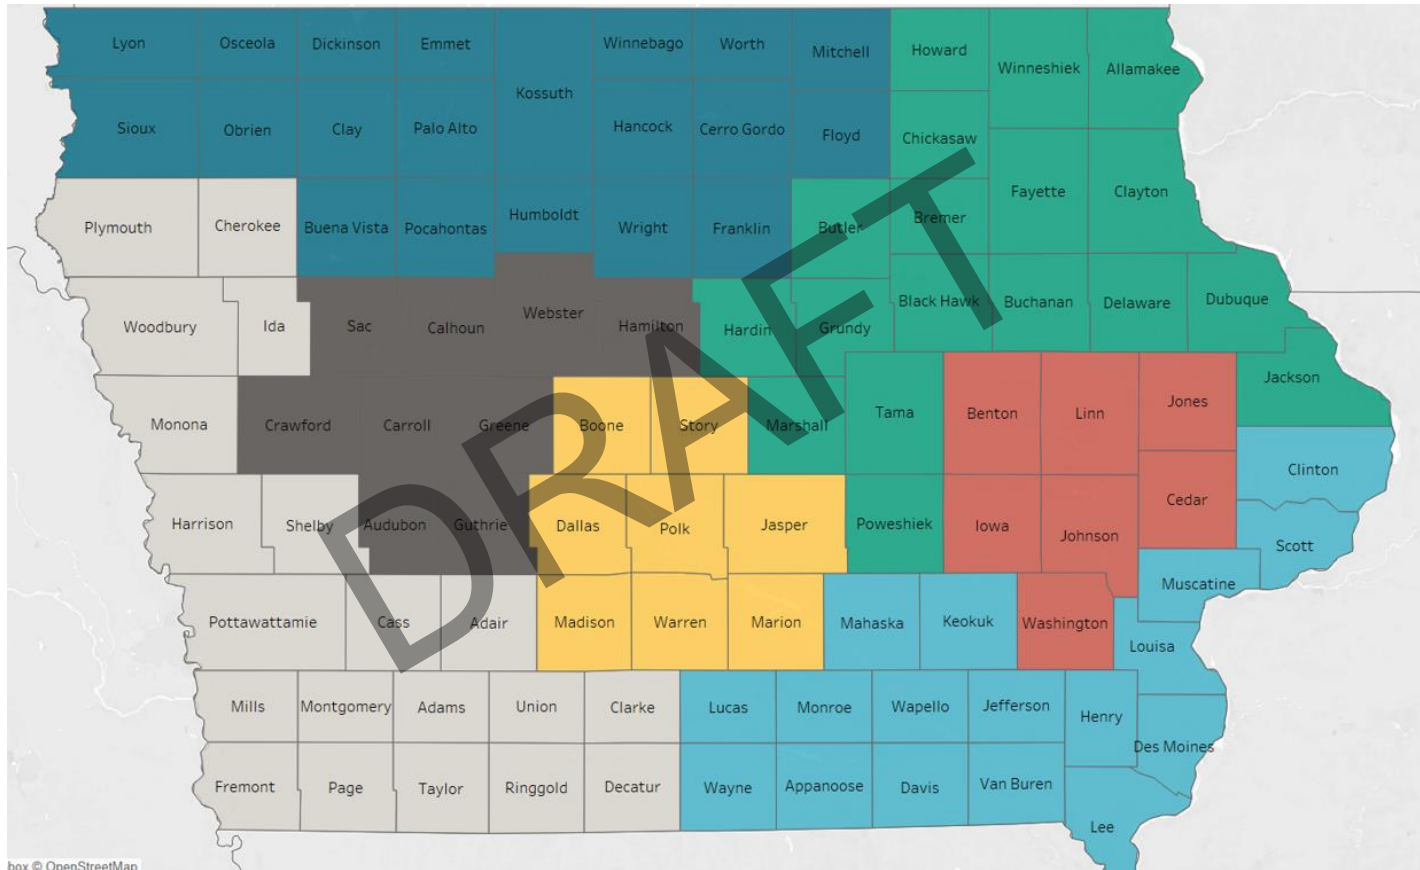 Lyon Osceola Dickinson Emmet Winnebago Worth Mitchell Howard
Winneshiek Allamakee
Kossuth
Sioux Obrien Clay Palo Alto Hancock Cerro Gordo Floyd Chickasaw
Fayette Clayton
Plymouth Cherokee Buena Vista Pocahontas Humboldt Wright Franklin Butler Bremer
Black Hawk Buchanan Delaware Dubuque
Woodbury Ida Sac Calhoun Webster Hamilton Hardin Grundy
Jackson
Monona Crawford Carroll Greene Boone Story Marshall Tama Benton Linn Jones
Clinton
Harrison Shelby Audubon Guthrie Dallas Polk Jasper Poweshiek Iowa Johnson Cedar
Scott
Muscatine
Pottawattamie Cass Adair Madison Warren Marion Mahaska Keokuk Washington
Louisa
Mills Montgomery Adams Union Clarke Lucas Monroe Wapello Jefferson Henry
Des Moines
Fremont Page Taylor Ringgold Decatur Wayne Appanoose Davis Van Buren
Lee
DRAFT
box © OpenStreetMap